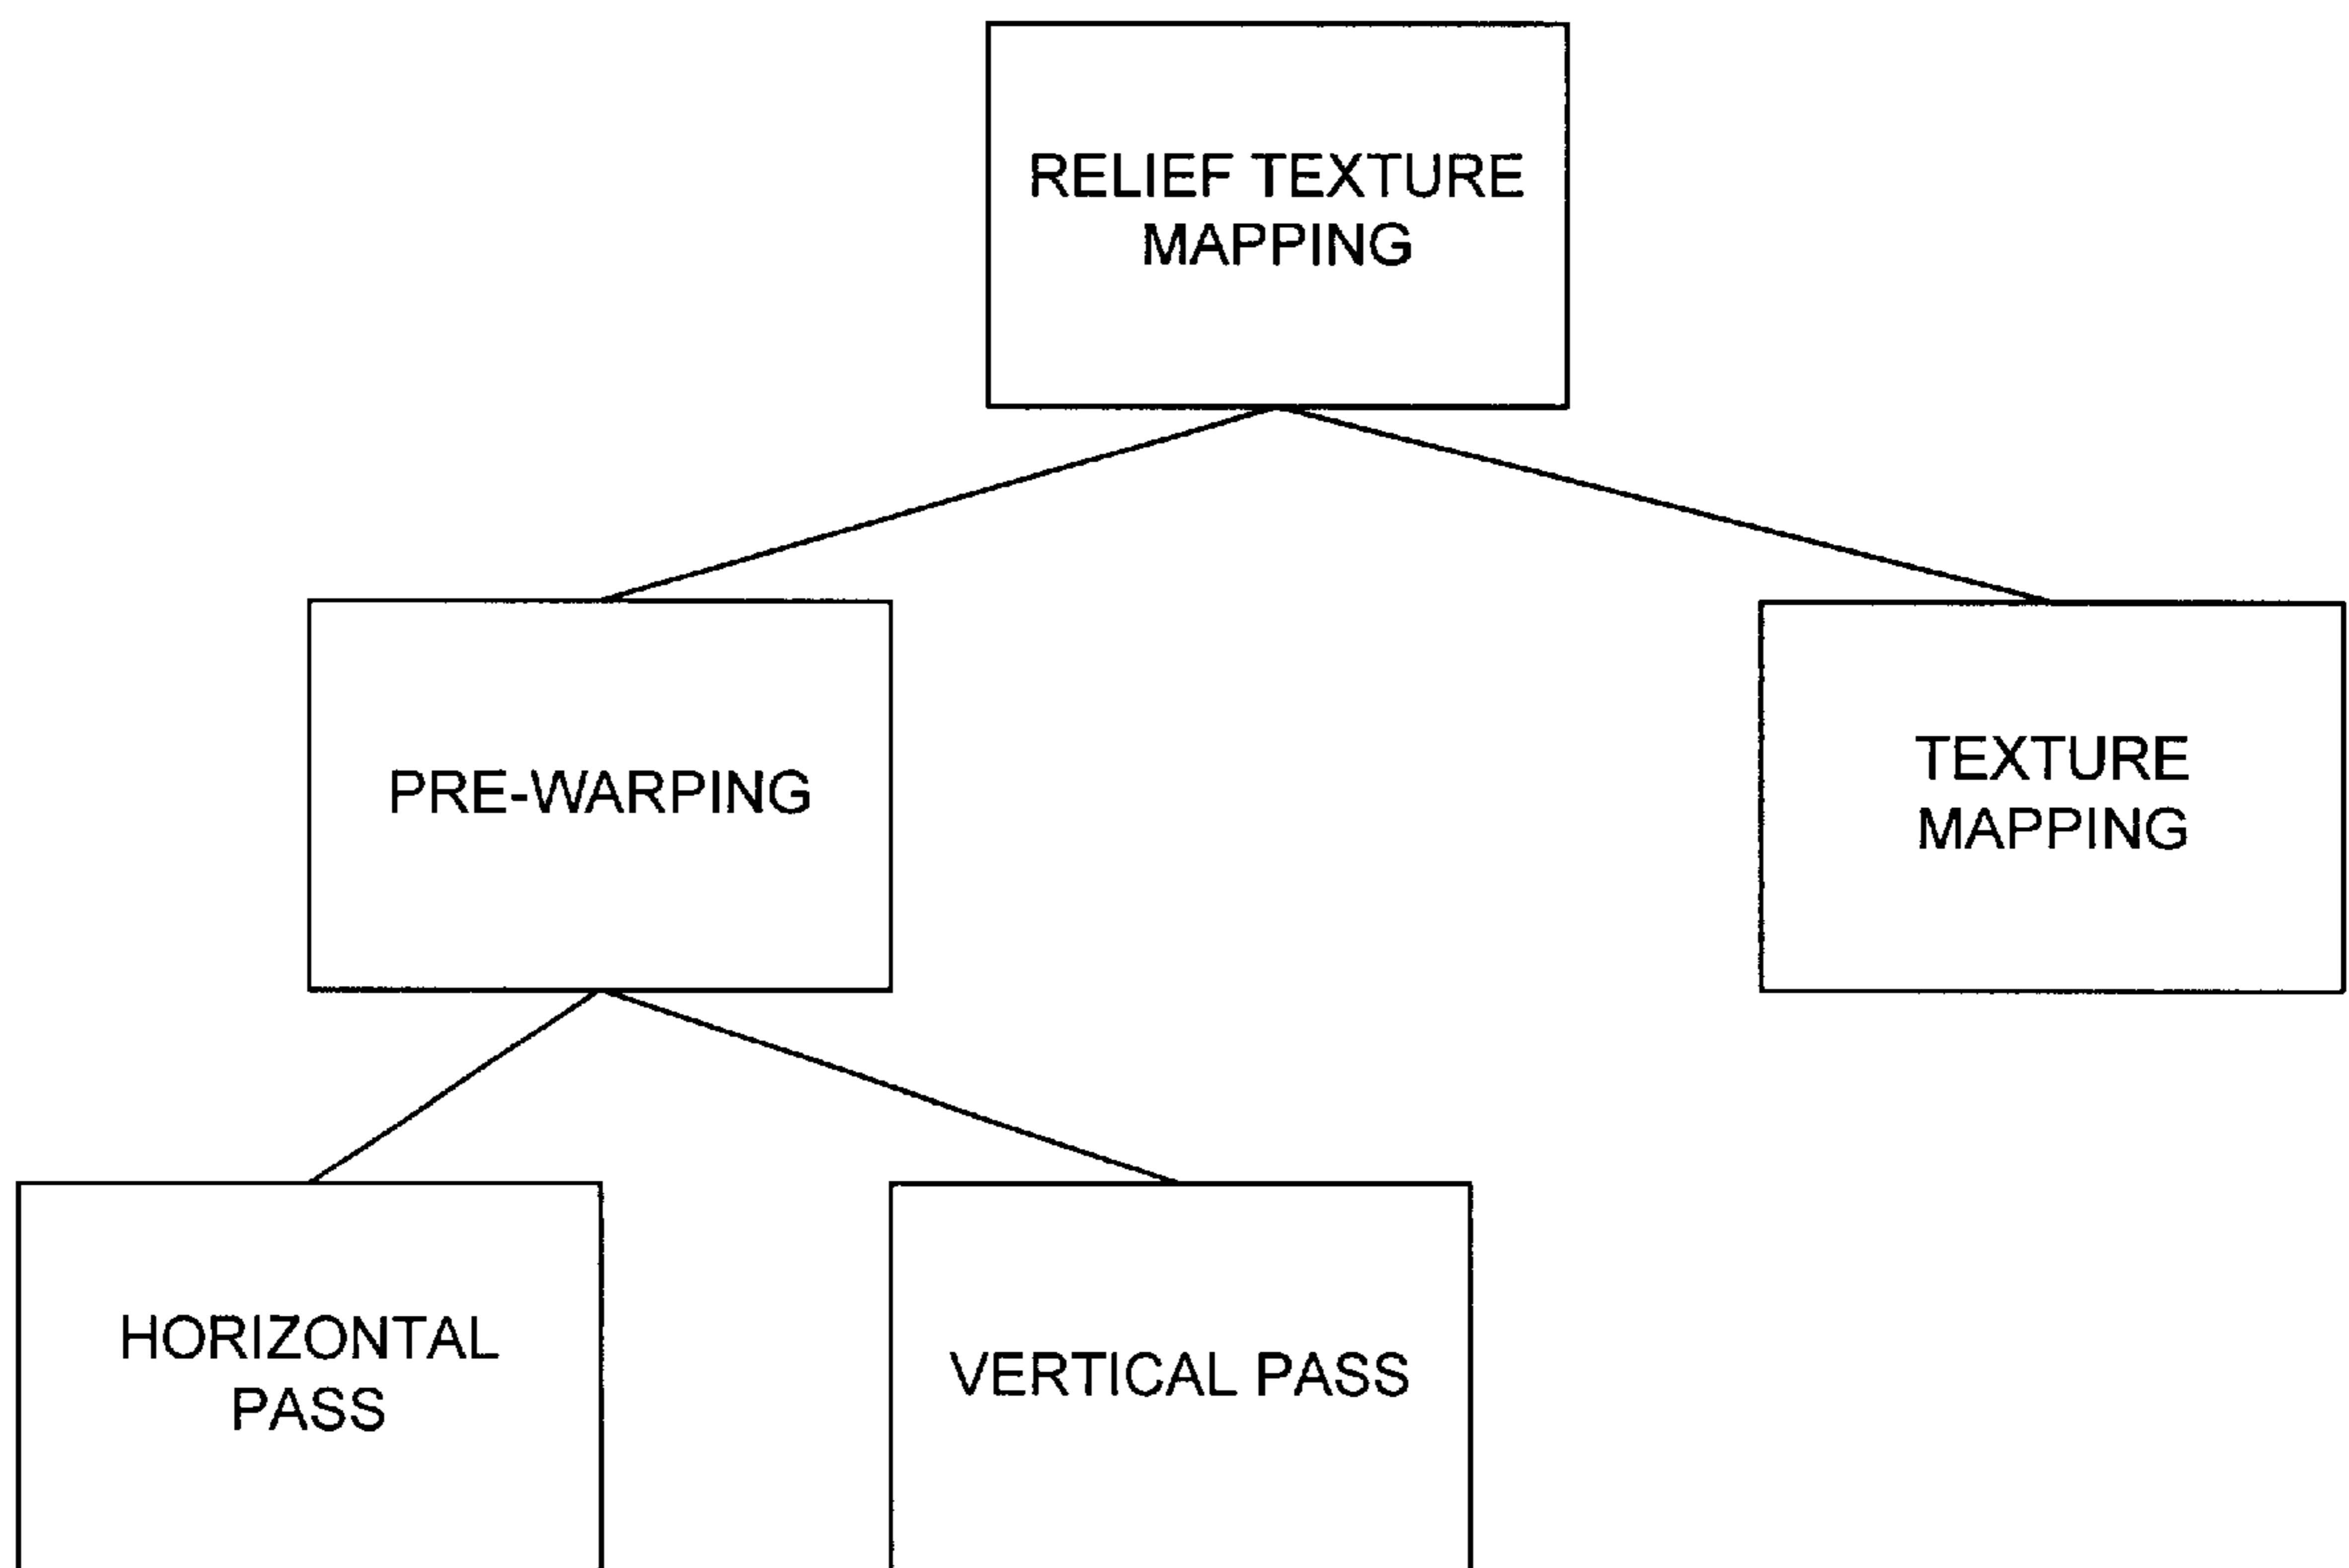 RELIEF TEXTURE
MAPPING
PRE-WARPING
TEXTURE
MAPPING
HORIZONTAL
PASS
VERTICAL PASS